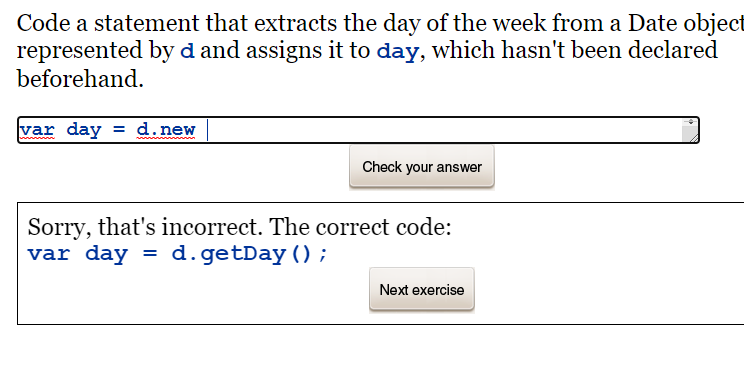 Code a statement that extracts the day of the week from a Date object
represented by d and assigns it to day, which hasn't been declared
beforehand.
var day = d.new
Check your answer
Sorry, that's incorrect. The correct code:
var day = d.getDay();
Next exercise